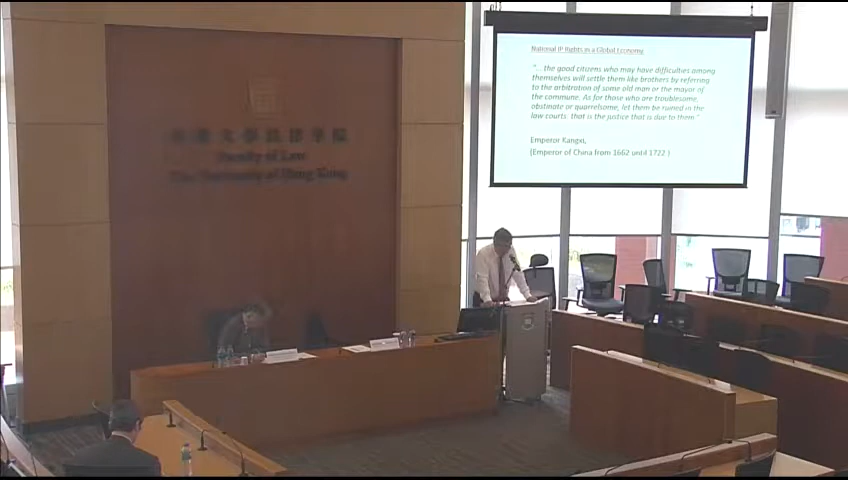 National IP Rights in a Global Economy
"... the good citizens who may have difficulties among
themselves will settle them like brothers by referring
to the arbitration of some old man or the mayor of
the commune. As for those who are troublesome,
obstinate or quarrelsome, let them be ruined in the
law courts that is the justice that is due to them."
Emperor Kangxi,
(Emperor of China from 1662 until 1722 )
香港大學法律學院
Faculty of Law
The University of Hong Kong